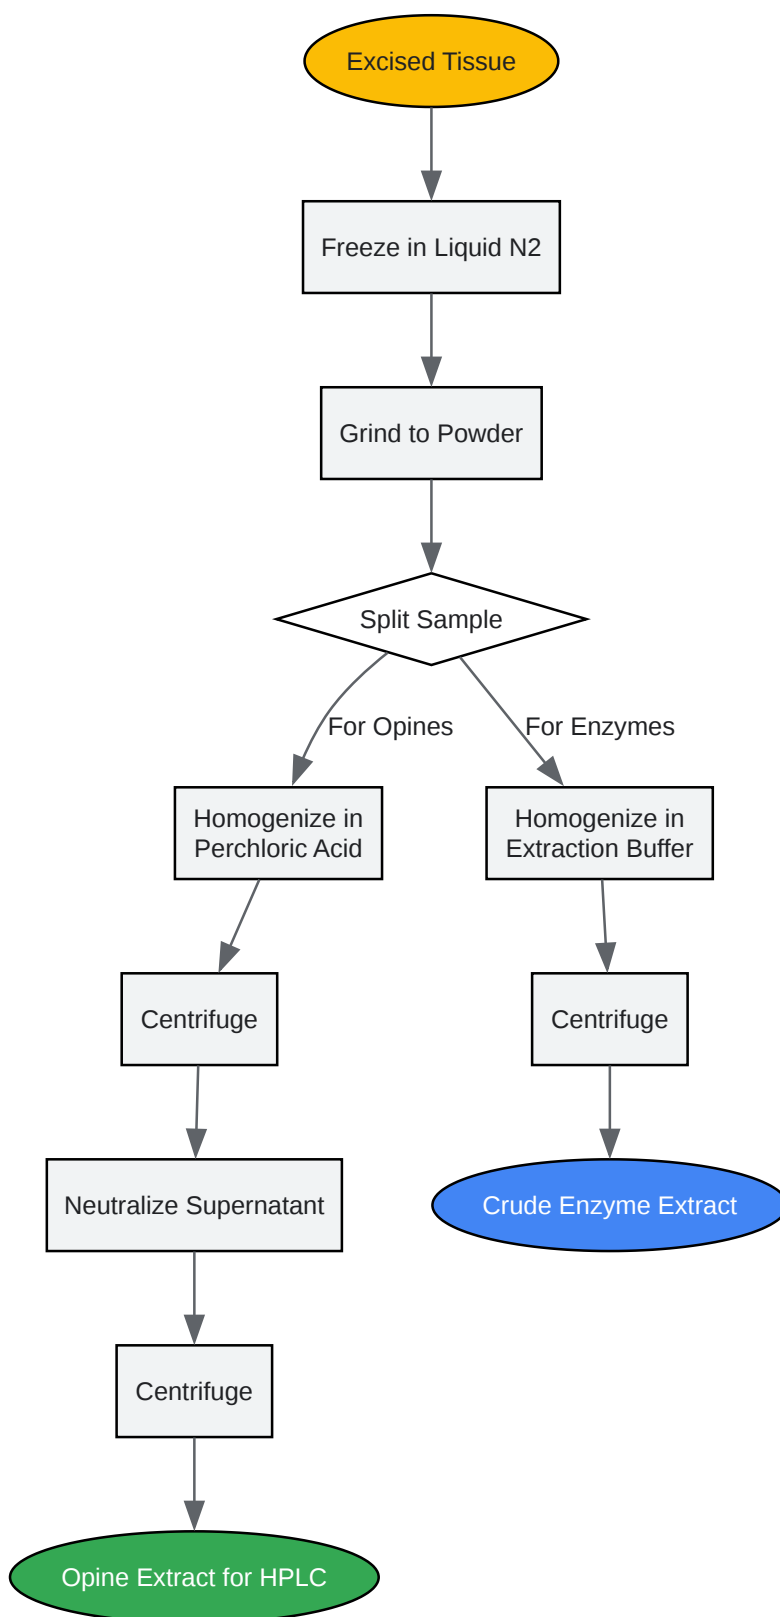 Excised Tissue
Freeze in Liquid N2
Grind to Powder
Split Sample
For Opines
For Enzymes
Homogenize in
Perchloric Acid
Homogenize in
Extraction Buffer
Centrifuge
Centrifuge
Neutralize Supernatant
Crude Enzyme Extract
Centrifuge
Opine Extract for HPLC